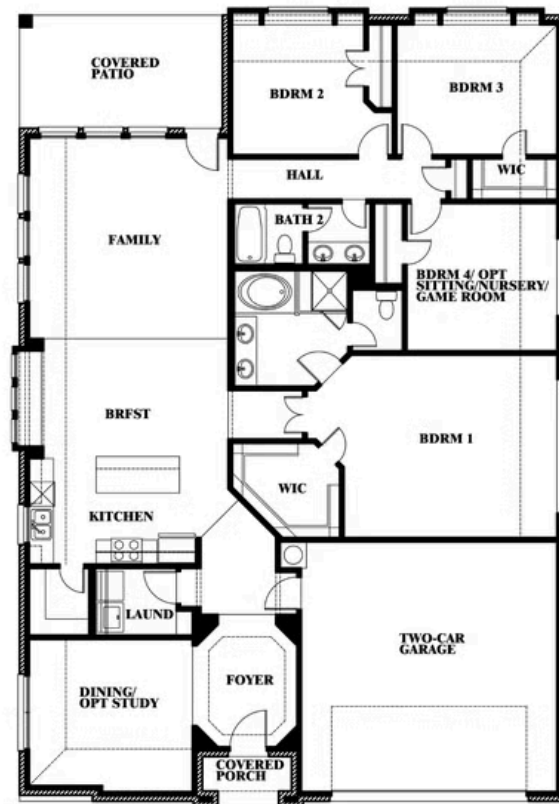 COVERED
PATIO
BDRM 2
BDRM 3
WIC
HALL
BATH 2
FAMILY
BDRM 4/ OPT
SITTING/NURSERY/
GAME ROOM
BRFST
BDRM 1
WIC
KITCHEN
LAUND
TWO-CAR
GARAGE
DINING/
OPT STUDY
FOYER
COVERED
PORCH